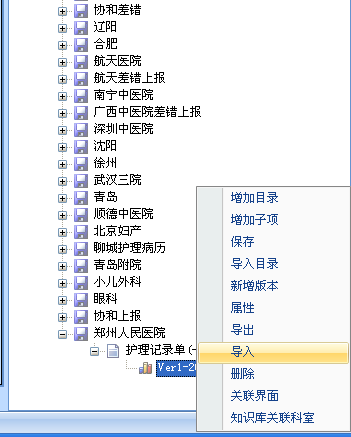 协和差错
辽阳
合肥
航天医院
航天差错上报
南宁中医院
广西中医院差错上报
深圳中医院
沈阳
徐州
武汉三院
青岛
顺德中医院
北京妇产
聊城护理病历
青岛附院
小儿外科
眼科
协和上报
郑州人民医院
护理记录单(一
Ver1-20
增加目录
增加子项
保存
导入目录
新增版本
属性
导出
导入
删除
关联界面
知识库关联科室